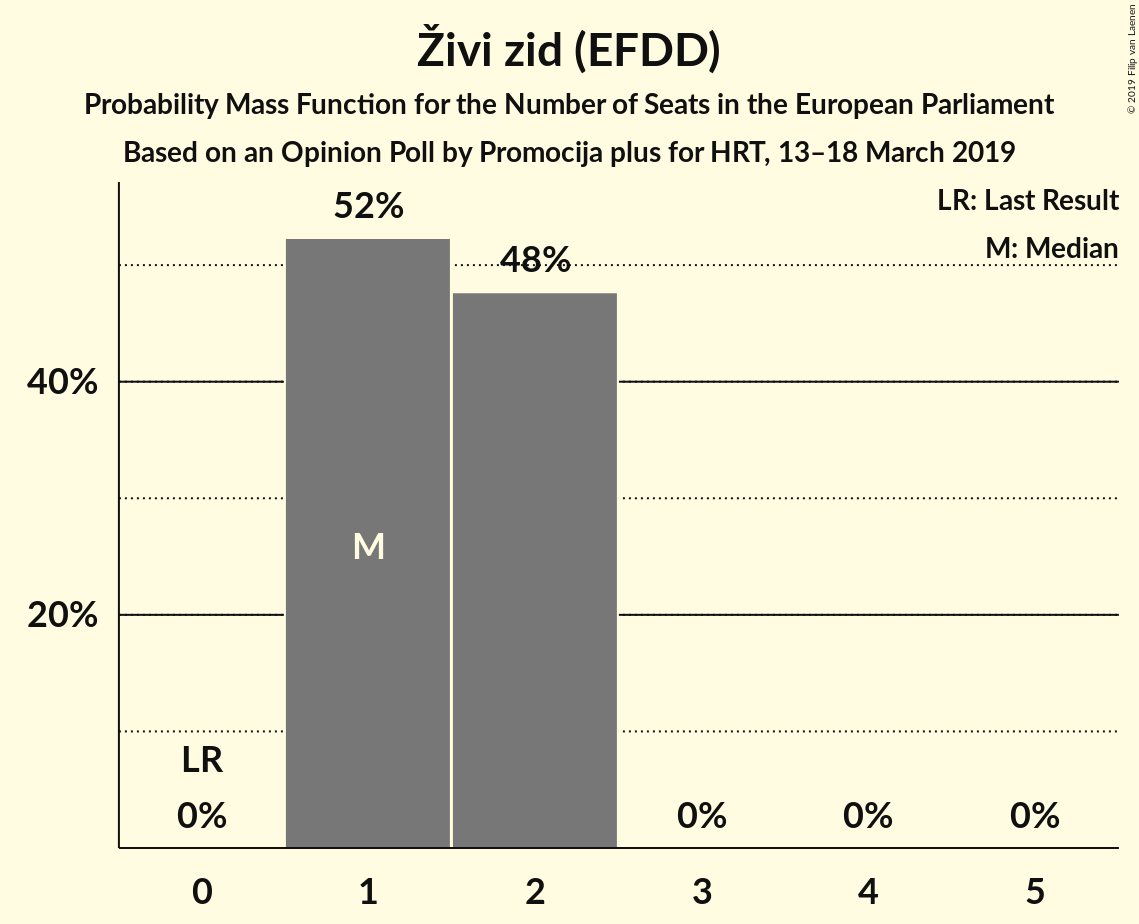 Živi zid (EFDD)
Probability Mass Function for the Number of Seats in the European Parliament
Based on an Opinion Poll by Promocija plus for HRT, 13–18 March 2019
© 2019 Filip van Laenen
LR: Last Result
M: Median
52%
48%
40%
M
20%
LR
0%
0%
0%
0%
0
1
2
3
4
5